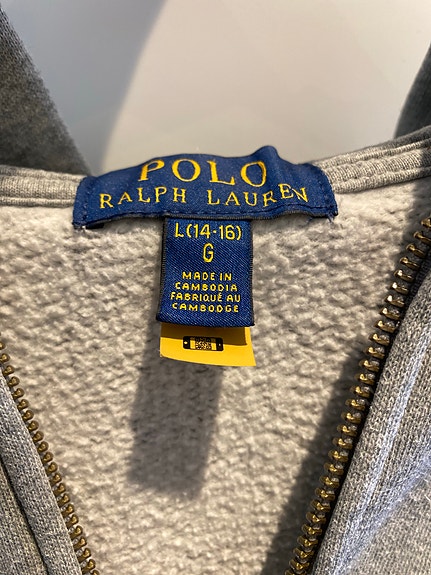 POLO
RALPH LAUREN
L(14-16)
G
MADE IN
CAMBODIA
FABRIQUÉ AU
CAMBODGE